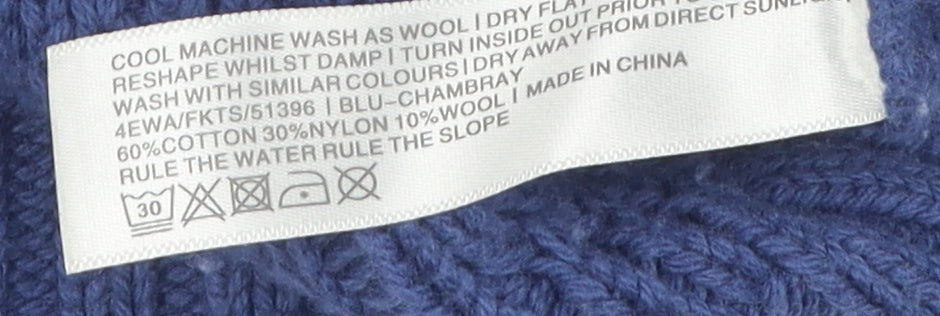 COOL MACHINE WASH AS WOOL | DRY FLAT
RESHAPE WHILST DAMP | TURN INSIDE OUT PRIOR
WASH WITH SIMILAR COLOURS | DRY AWAY FROM DIRECT
4EWA/FKTS/51396 | BLU-CHAMBRAY
60%COTTON 30%NYLON 10%WOOL | MADE IN CHINA
RULE THE WATER RULE THE SLOPE
30